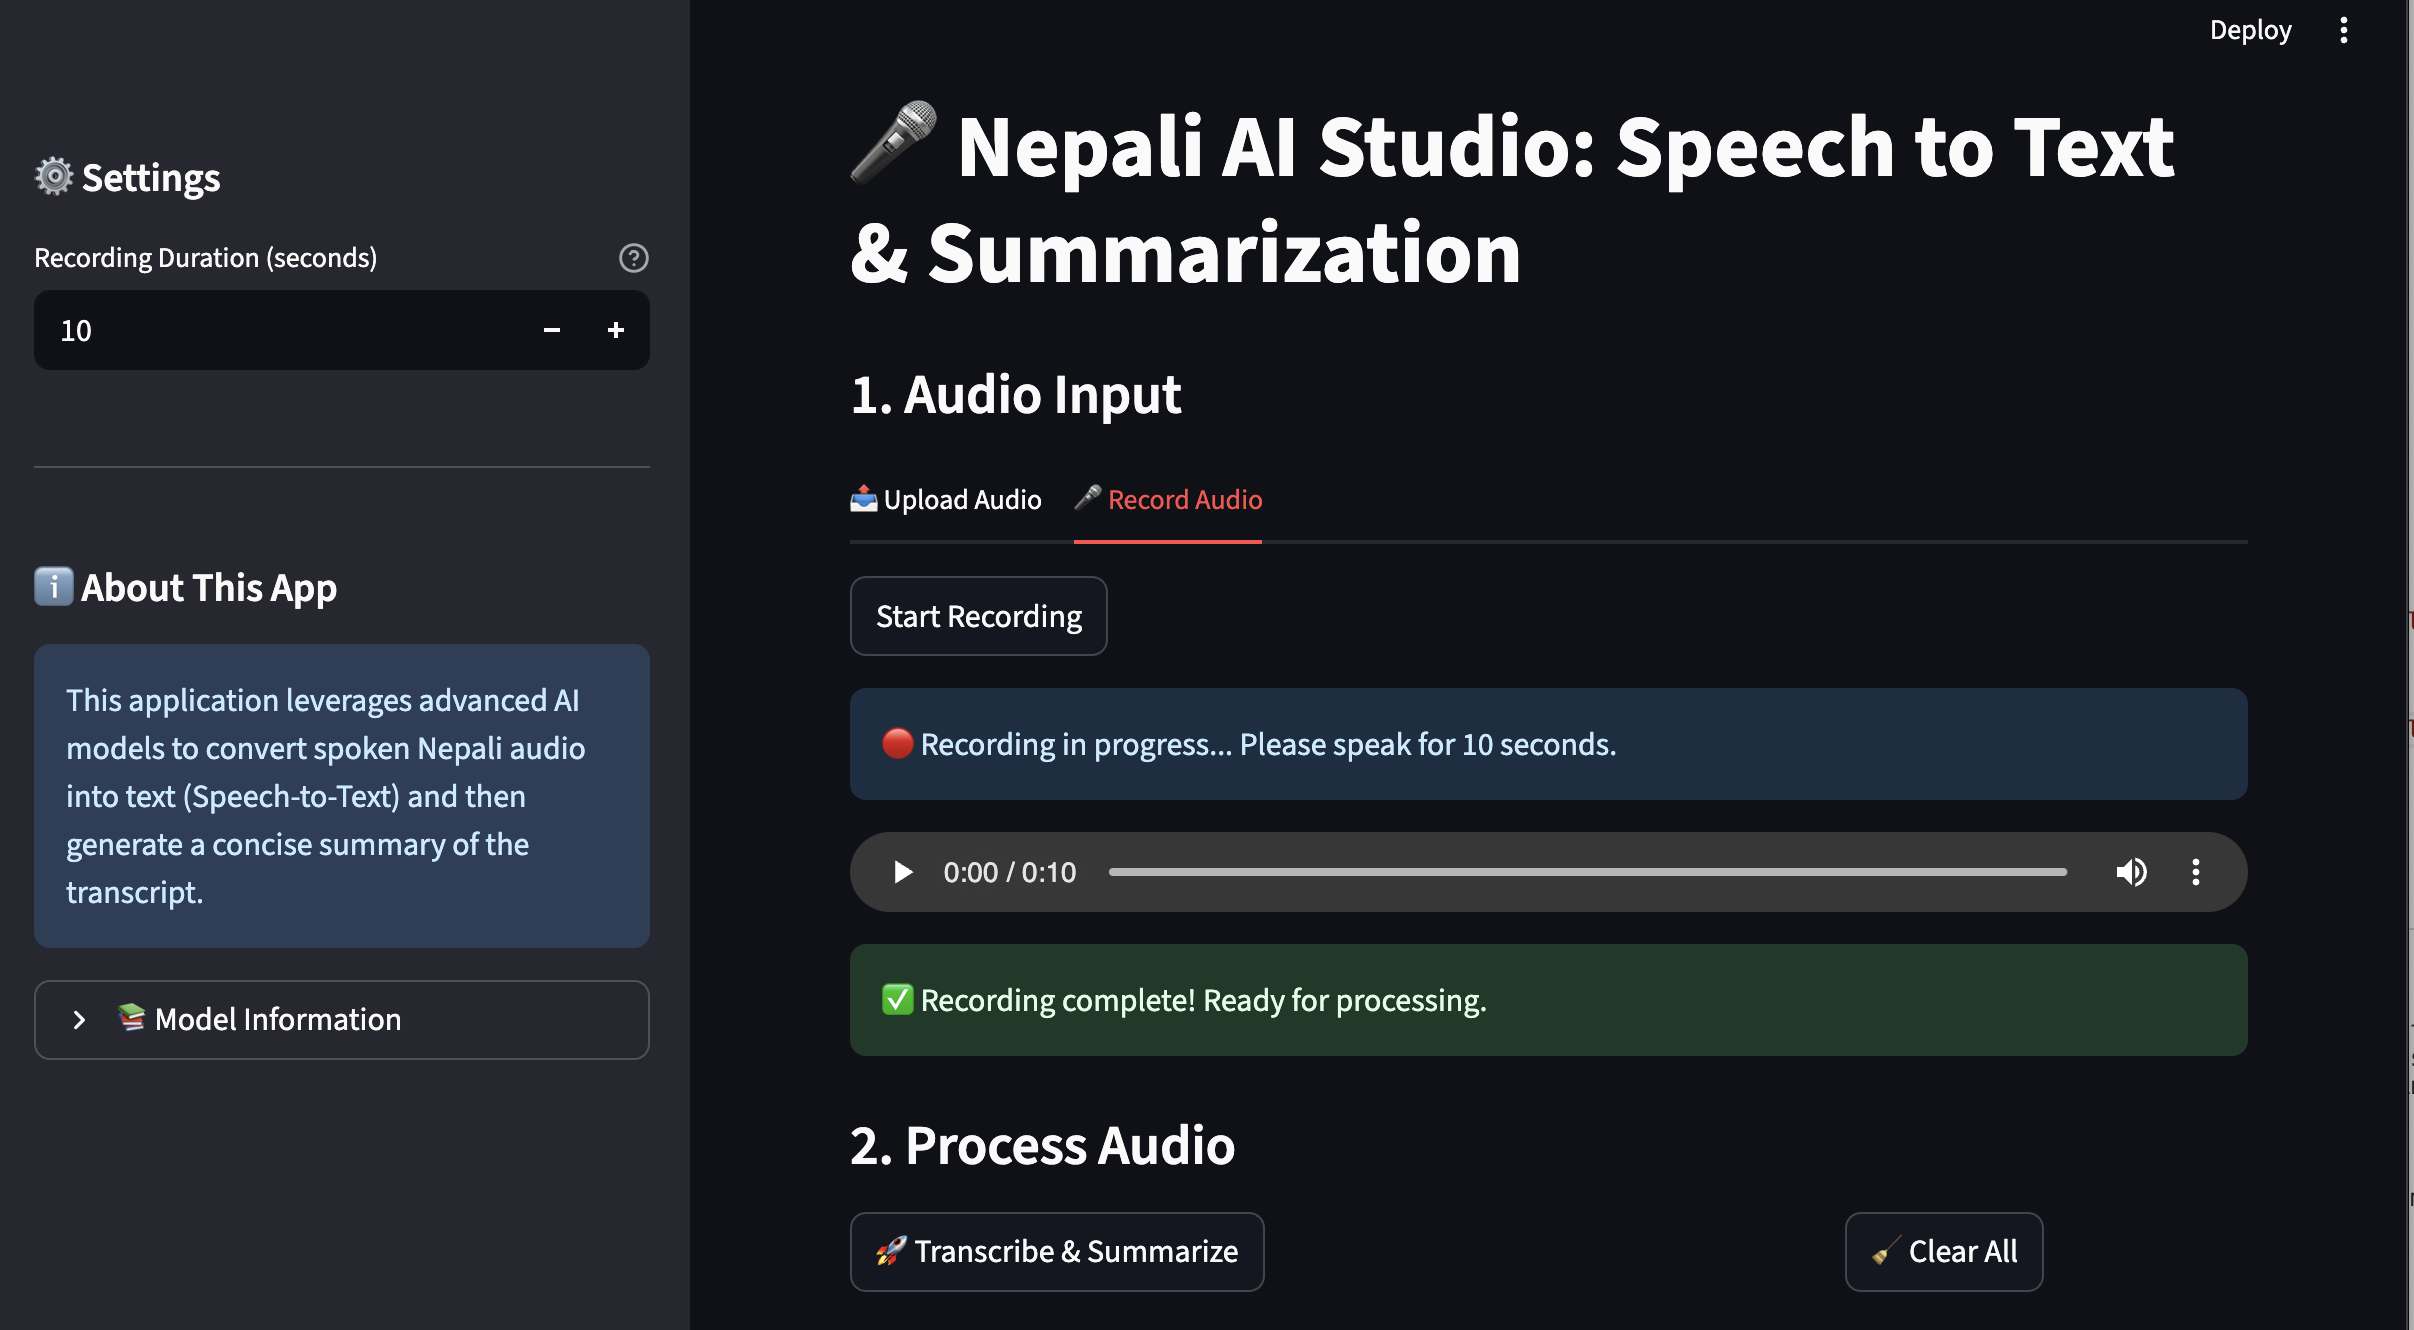 Deploy
Settings
Recording Duration (seconds)
10
About This App
This application leverages advanced AI
models to convert spoken Nepali audio
into text (Speech-to-Text) and then
generate a concise summary of the
transcript.
Model Information
Nepali AI Studio: Speech to Text
& Summarization
1. Audio Input
Upload Audio
Record Audio
Start Recording
Recording in progress... Please speak for 10 seconds.
0:00 / 0:10
Recording complete! Ready for processing.
2. Process Audio
Transcribe & Summarize
Clear All